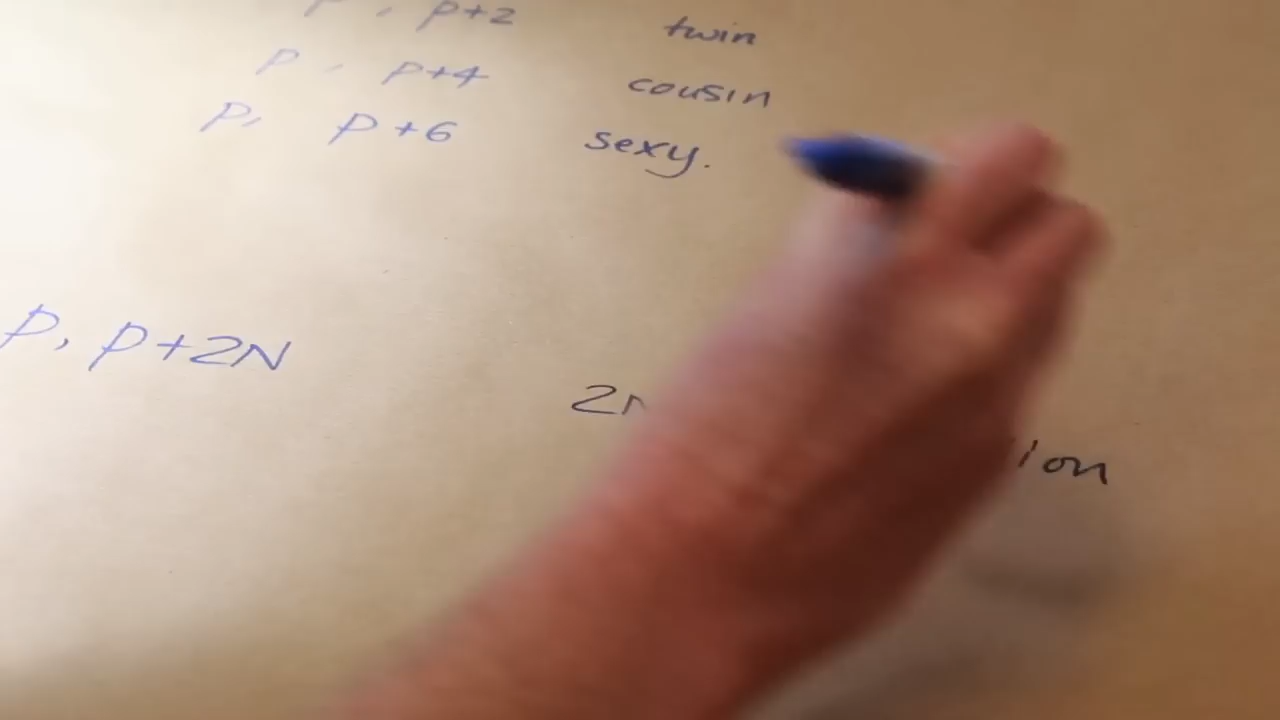 p, p+2 twin
p, p+4 cousin
p, p+6 sexy.
p, p+2N